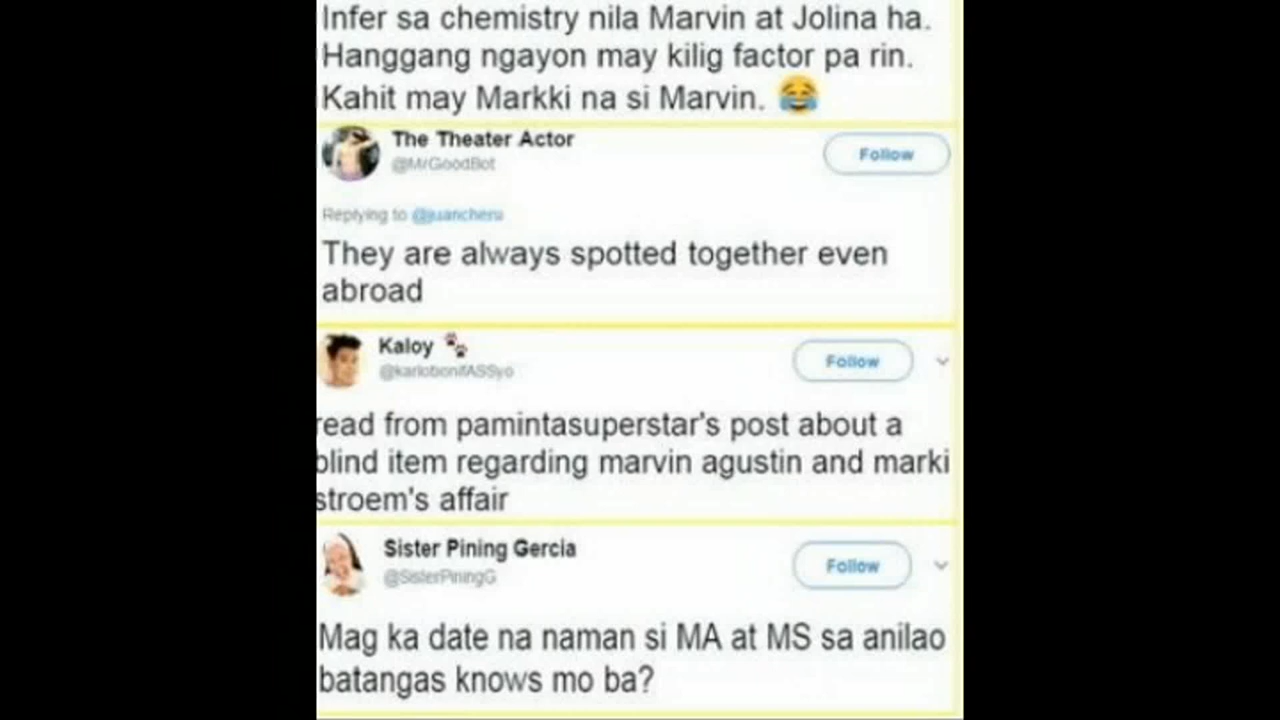 Infer sa chemistry nila Marvin at Jolina ha.
Hanggang ngayon may kilig factor pa rin.
Kahit may Markki na si Marvin. 😂
The Theater Actor
@MrGoodBot
Follow
Replying to @juancheru
They are always spotted together even
abroad
Kaloy 🐾
@karlobonifASSyo
Follow
read from pamintasuperstar's post about a
blind item regarding marvin agustin and marki
stroem's affair
Sister Pining Gercia
@SisterPiningG
Follow
Mag ka date na naman si MA at MS sa anilao
batangas knows mo ba?